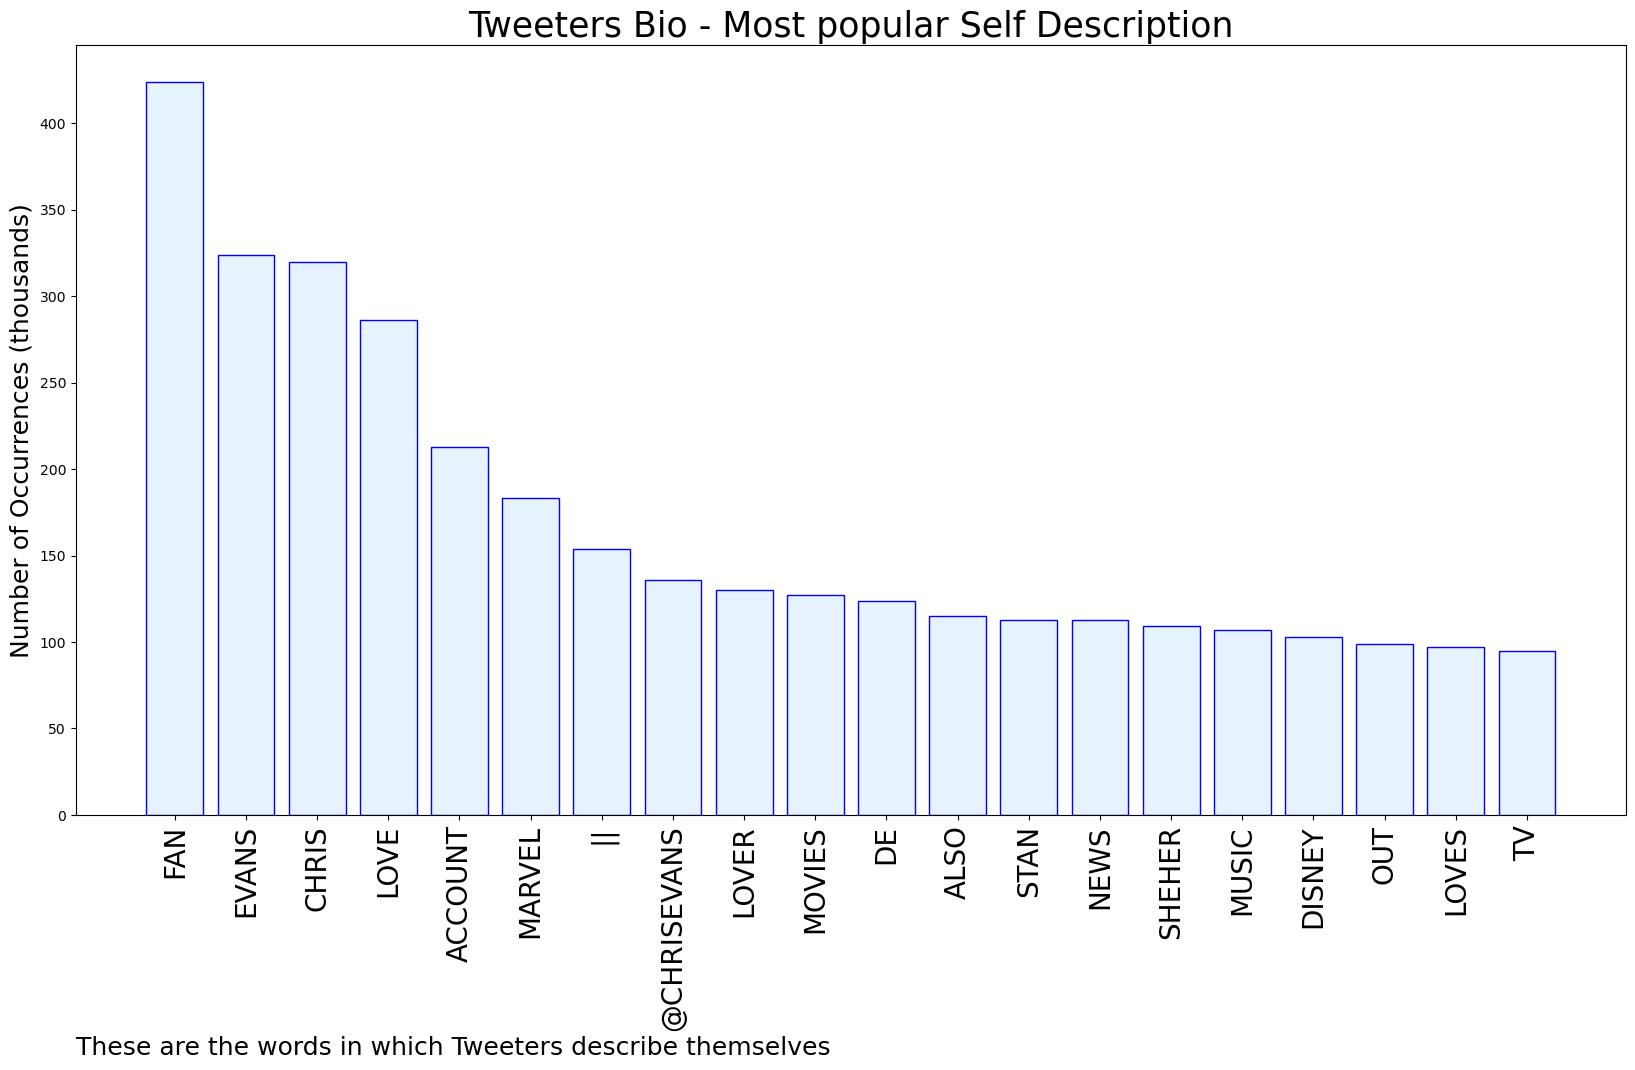 Tweeters Bio - Most popular Self Description
Number of Occurrences (thousands)
400
350
300
250
200
150
100
50
0
FAN
EVANS
CHRIS
LOVE
ACCOUNT
MARVEL
||
@CHRISEVANS
LOVER
MOVIES
DE
ALSO
STAN
NEWS
SHEHER
MUSIC
DISNEY
OUT
LOVES
TV
These are the words in which Tweeters describe themselves